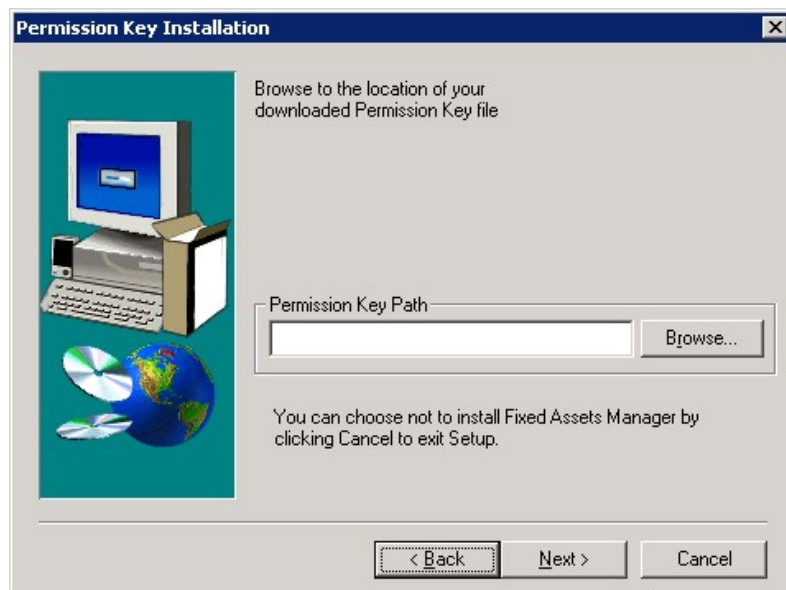 Permission Key Installation
Browse to the location of your
downloaded Permission Key file
Permission Key Path
Browse...
You can choose not to install Fixed Assets Manager by
clicking Cancel to exit Setup.
< Back
Next >
Cancel